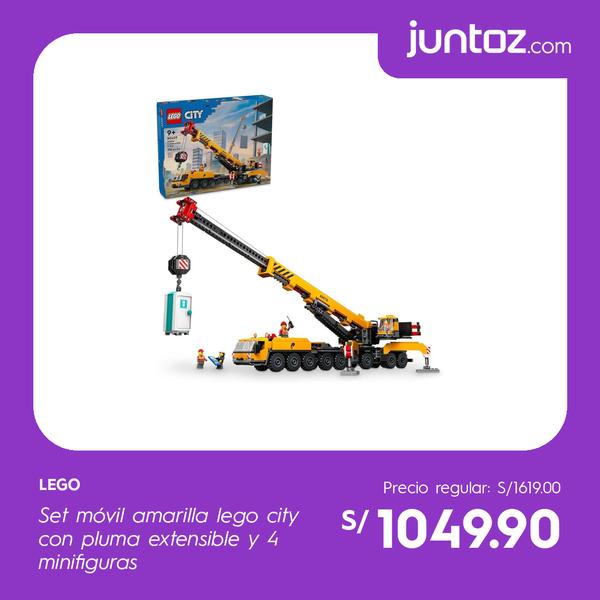 juntoz.com
LEGO CITY
9+
LEGO
Set móvil amarilla lego city
con pluma extensible y 4
minifiguras
Precio regular: S/1619.00
S/ 1049.90